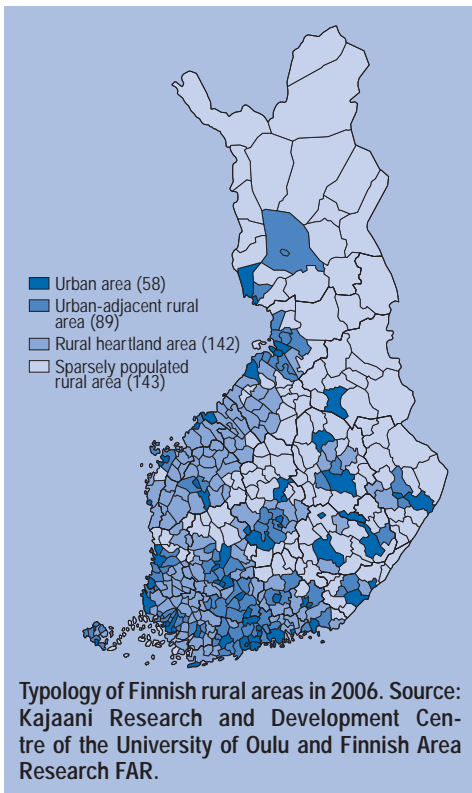 Urban area (58)
Urban-adjacent rural
area (89)
Rural heartland area (142)
Sparsely populated
rural area (143)
Typology of Finnish rural areas in 2006. Source:
Kajaani Research and Development Cen-
tre of the University of Oulu and Finnish Area
Research FAR.